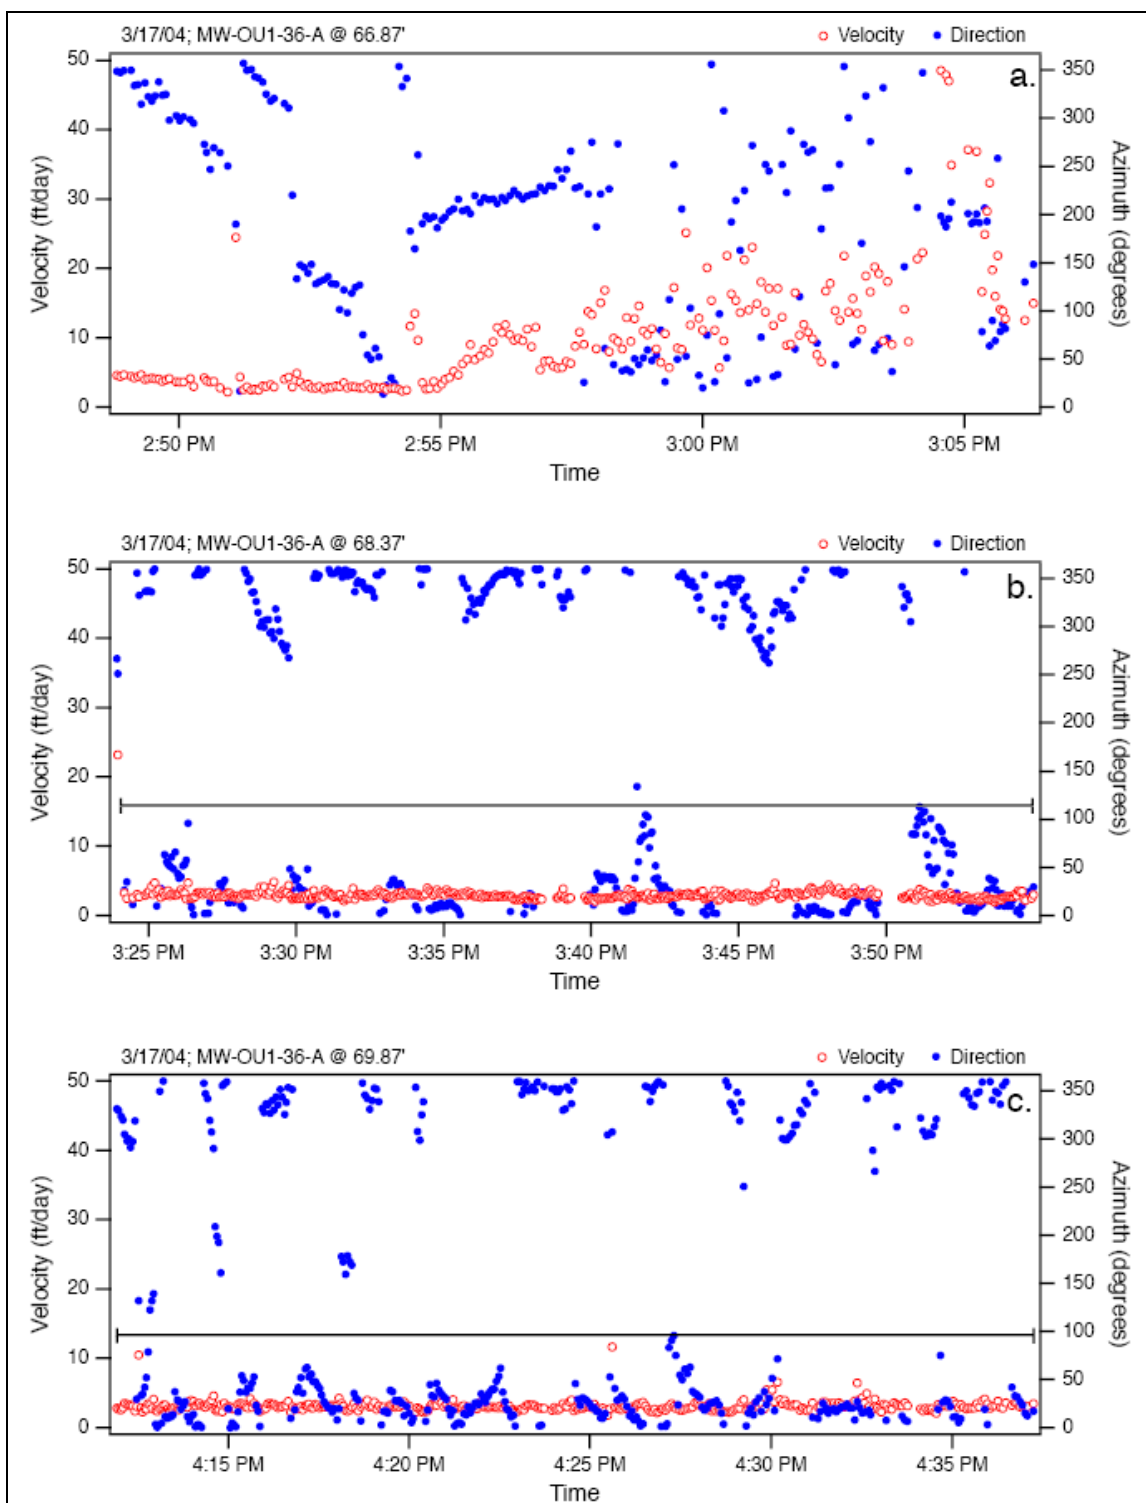 3/17/04; MW-OU1-36-A @ 66.87' Velocity Direction
a.
50 40 30 20 10 0
Velocity (ft/day)
350 300 250 200 150 100 50 0
Azimuth (degrees)
2:50 PM 2:55 PM 3:00 PM 3:05 PM
Time
3/17/04; MW-OU1-36-A @ 68.37' Velocity Direction
b.
50 40 30 20 10 0
Velocity (ft/day)
350 300 250 200 150 100 50 0
Azimuth (degrees)
3:25 PM 3:30 PM 3:35 PM 3:40 PM 3:45 PM 3:50 PM
Time
3/17/04; MW-OU1-36-A @ 69.87' Velocity Direction
c.
50 40 30 20 10 0
Velocity (ft/day)
350 300 250 200 150 100 50 0
Azimuth (degrees)
4:15 PM 4:20 PM 4:25 PM 4:30 PM 4:35 PM
Time